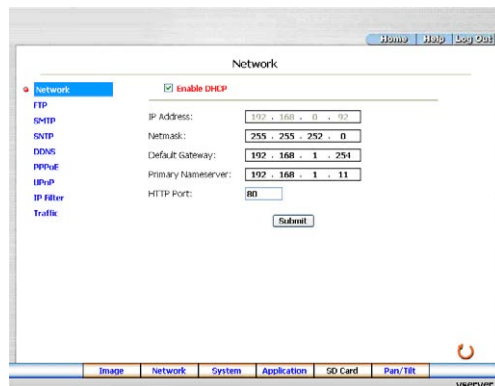 Home Help Log Out
Network
Network
FTP
SMTP
SNTP
DDNS
PPPoE
UPnP
IP Filter
Traffic
Enable DHCP
IP Address: 192 . 168 . 0 . 92
Netmask: 255 . 255 . 252 . 0
Default Gateway: 192 . 168 . 1 . 254
Primary Nameserver: 192 . 168 . 1 . 11
HTTP Port: 80
Submit
Image Network System Application SD Card Pan/Tilt
vserver